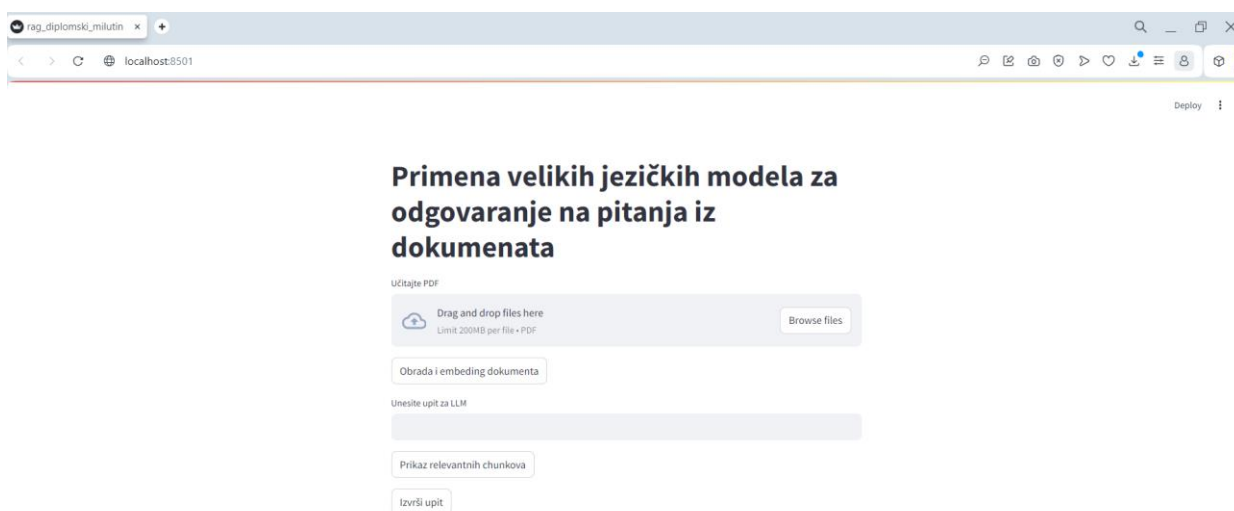 rag_diplomski_milutin
localhost:8501
Deploy
Primena velikih jezičkih modela za
odgovaranje na pitanja iz
dokumenata
Učitajte PDF
Drag and drop files here
Limit 200MB per file • PDF
Browse files
Obrada i embeding dokumenta
Unesite upit za LLM
Prikaz relevantnih chunkova
Izvrši upit